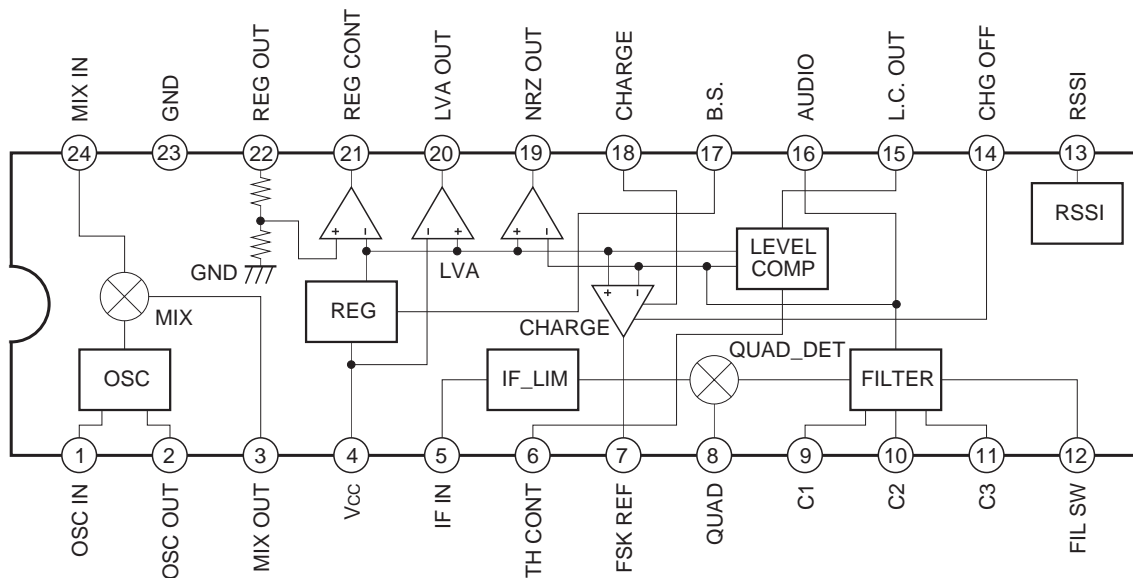 MIX IN
GND
REG OUT
REG CONT
LVA OUT
NRZ OUT
CHARGE
B.S.
AUDIO
L.C. OUT
CHG OFF
RSSI
24
23
22
21
20
19
18
17
16
15
14
13
RSSI
+
–
–
+
+
–
LEVEL
COMP
GND
LVA
+
–
MIX
REG
CHARGE
QUAD_DET
OSC
IF_LIM
FILTER
1
2
3
4
5
6
7
8
9
10
11
12
OSC IN
OSC OUT
MIX OUT
Vcc
IF IN
TH CONT
FSK REF
QUAD
C1
C2
C3
FIL SW